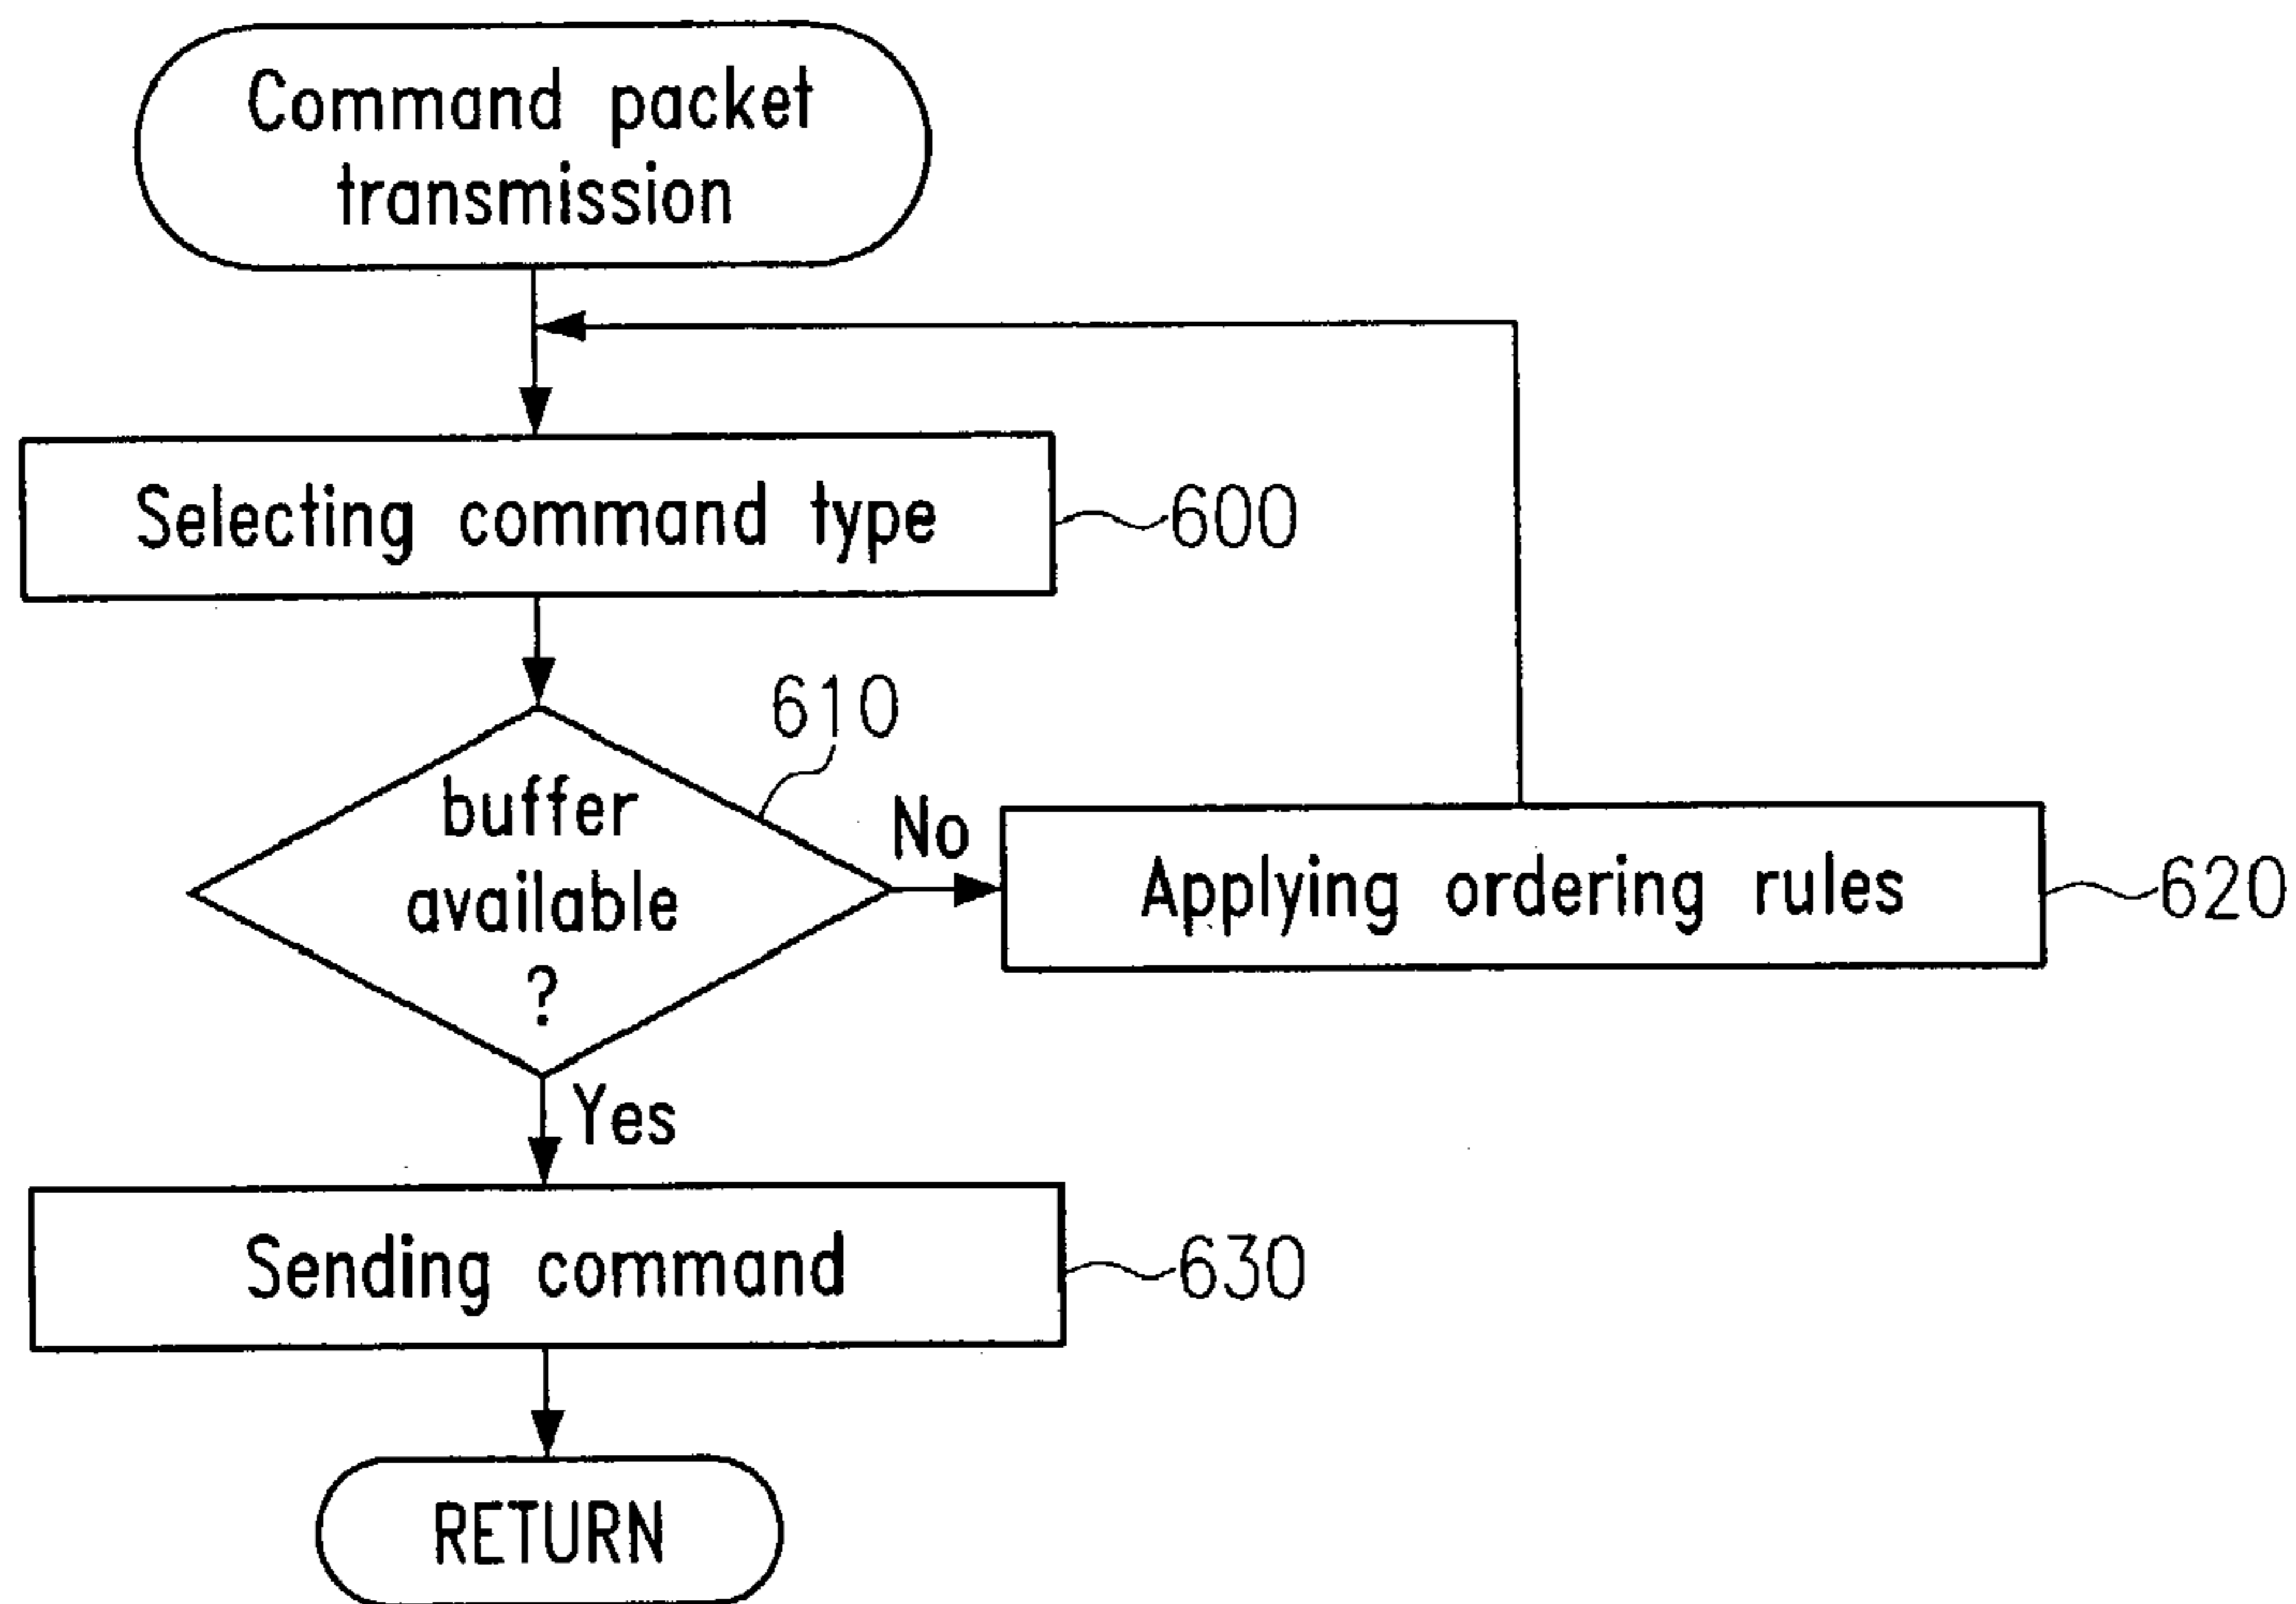 Command packet
transmission
Selecting command type
600
610
buffer
available
?
No
Applying ordering rules
620
Yes
Sending command
630
RETURN